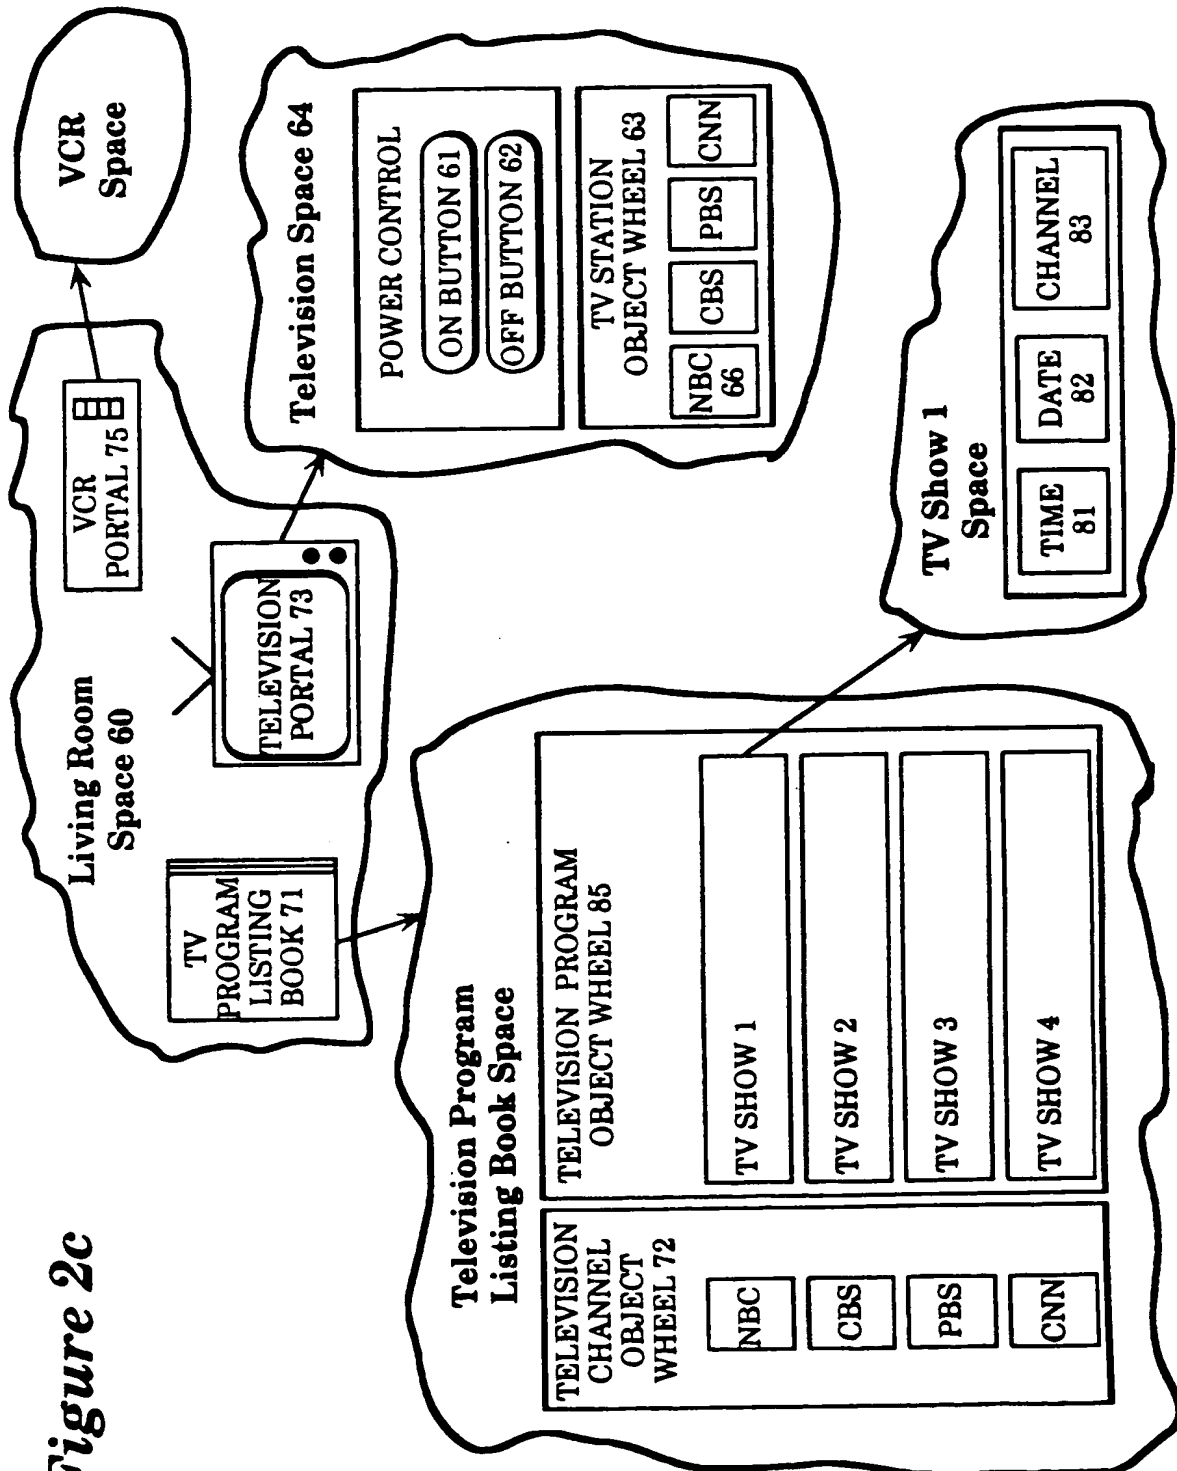 Figure 2c
Living Room
Space 60
TV
PROGRAM
LISTING
BOOK 71
TELEVISION
PORTAL 73
VCR
PORTAL 75
VCR
Space
Television Space 64
POWER CONTROL
ON BUTTON 61
OFF BUTTON 62
TV STATION
OBJECT WHEEL 63
NBC
66
CBS
PBS
CNN
Television Program
Listing Book Space
TELEVISION
CHANNEL
OBJECT
WHEEL 72
NBC
CBS
PBS
CNN
TELEVISION PROGRAM
OBJECT WHEEL 85
TV SHOW 1
TV SHOW 2
TV SHOW 3
TV SHOW 4
TV Show 1
Space
TIME
81
DATE
82
CHANNEL
83